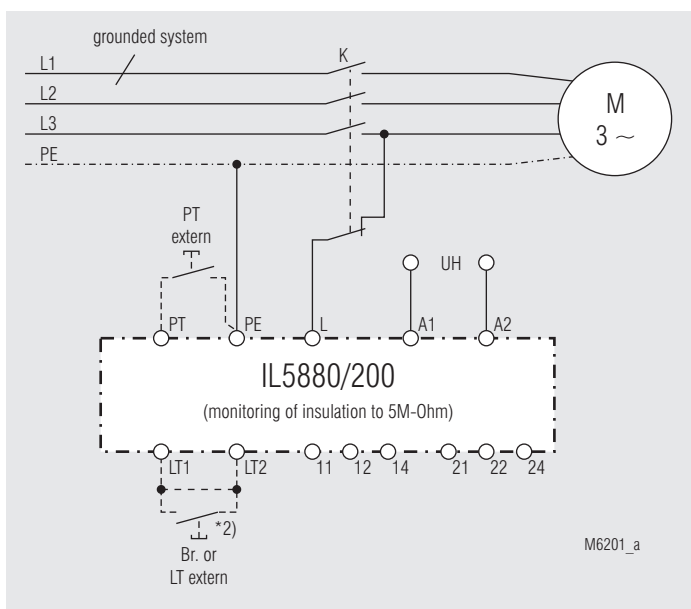 grounded system
L1
K
L2
L3
PE
M
3 ~
PT
extern
UH
PT
PE
L
A1
A2
IL5880/200
(monitoring of insulation to 5M-Ohm)
LT1
LT2
11
12
14
21
22
24
*2)
Br. or
LT extern
M6201_a